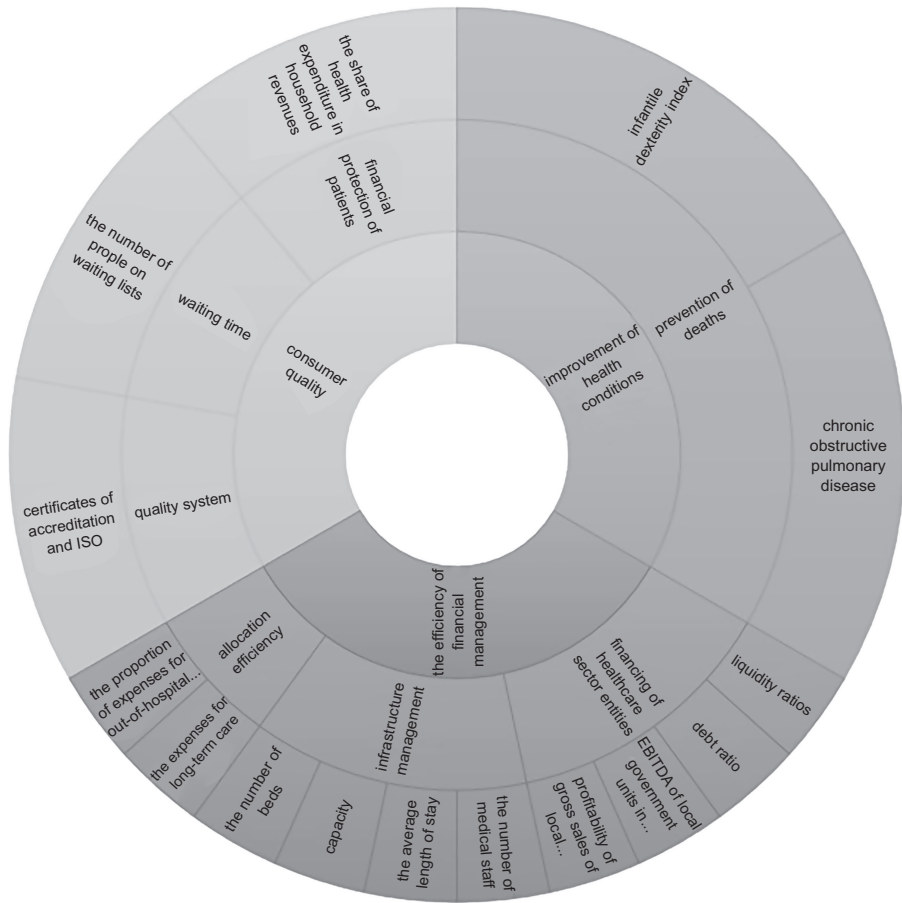 infantile
dexterity index
chronic
obstructive
pulmonary
disease
prevention of
deaths
improvement of
health
conditions
liquidity ratios
debt ratio
EBITDA of local
government
units in...
profitability of
gross sales of
local...
financing of
healthcare
sector entities
the efficiency of
financial
management
the number of
medical staff
the average
length of stay
capacity
the number of
beds
infrastructure
management
the expenses for
long-term care
the proportion
of expenses for
out-of-hospital...
allocation
efficiency
certificates of
accreditation
and ISO
quality system
consumer
quality
the number of
prople on
waiting lists
waiting time
the share of
health
expenditure in
household
revenues
financial
protection of
patients